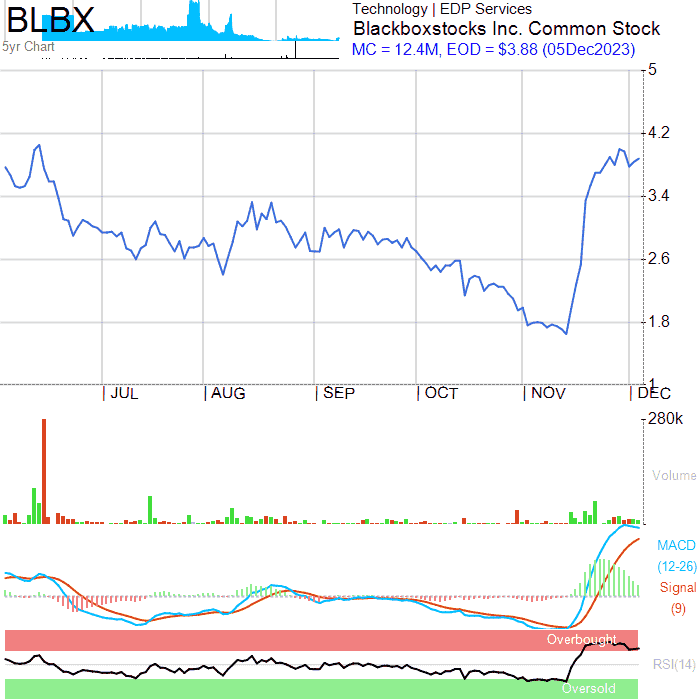 BLBX
5yr Chart
Technology | EDP Services
Blackboxstocks Inc. Common Stock
MC = 12.4M, EOD = $3.88 (05Dec2023)
5
4.2
3.4
2.6
1.8
1
JUL AUG SEP OCT NOV DEC
280k
Volume
MACD
(12-26)
Signal
(9)
Overbought
RSI(14)
Oversold